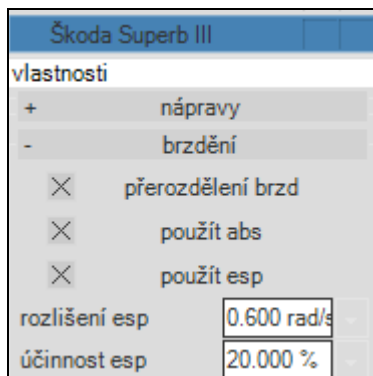 Škoda Superb III
vlastnosti
+ nápravy
- brzdění
přerozdělení brzd
použít abs
použít esp
rozlišení esp 0.600 rad/s
účinnost esp 20.000 %